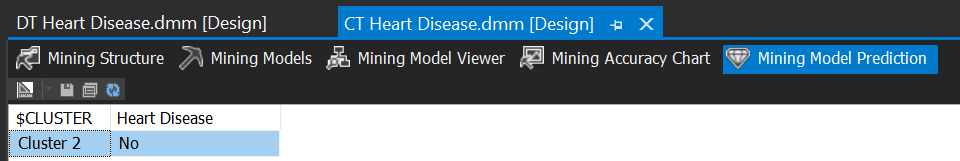 DT Heart Disease.dmm [Design]
CT Heart Disease.dmm [Design]
Mining Structure
Mining Models
Mining Model Viewer
Mining Accuracy Chart
Mining Model Prediction
$CLUSTER Heart Disease
Cluster 2 No